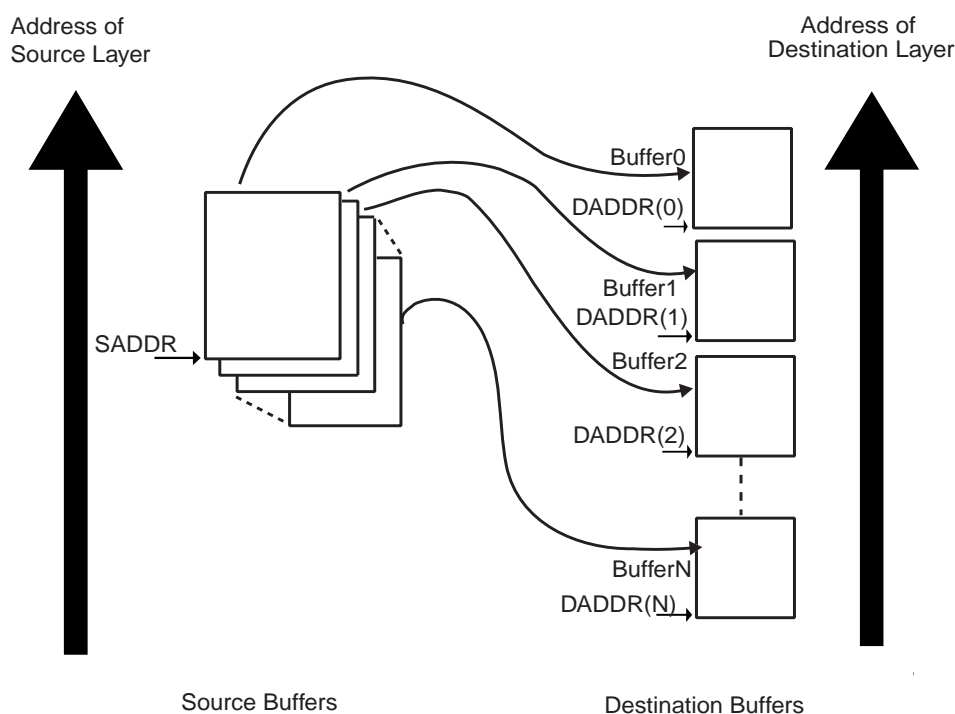 Address of
Source Layer
Address of
Destination Layer
Buffer0
DADDR(0)
Buffer1
DADDR(1)
SADDR
Buffer2
DADDR(2)
BufferN
DADDR(N)
Source Buffers
Destination Buffers